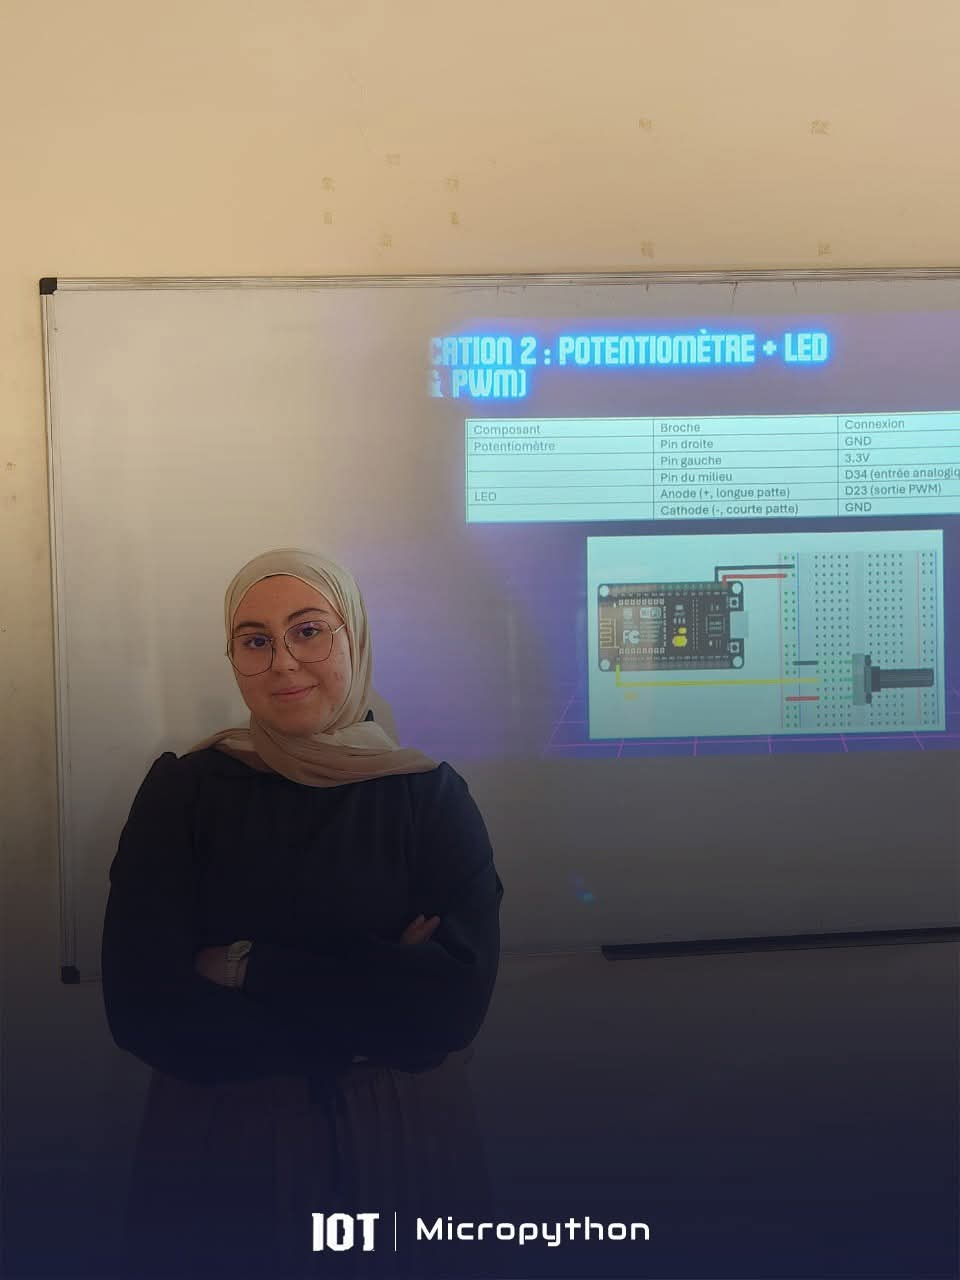 CATION 2 : POTENTIOMÈTRE + LED
& PWM)
Composant Broche Connexion
Potentiomètre Pin droite GND
Pin gauche 3.3V
Pin du milieu D34 (entrée analogiq
LED Anode (+, longue patte) D23 (sortie PWM)
Cathode (-, courte patte) GND
IOT | Micropython